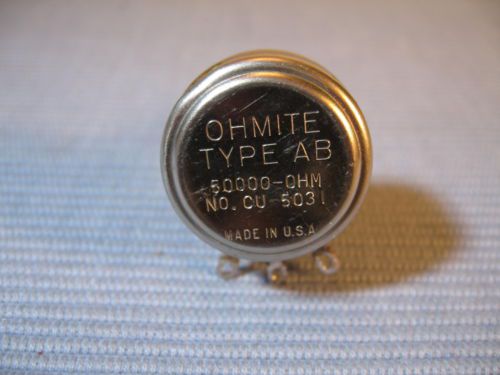 OHMITE
TYPE AB
50000-OHM
NO. CU 5031
MADE IN U.S.A